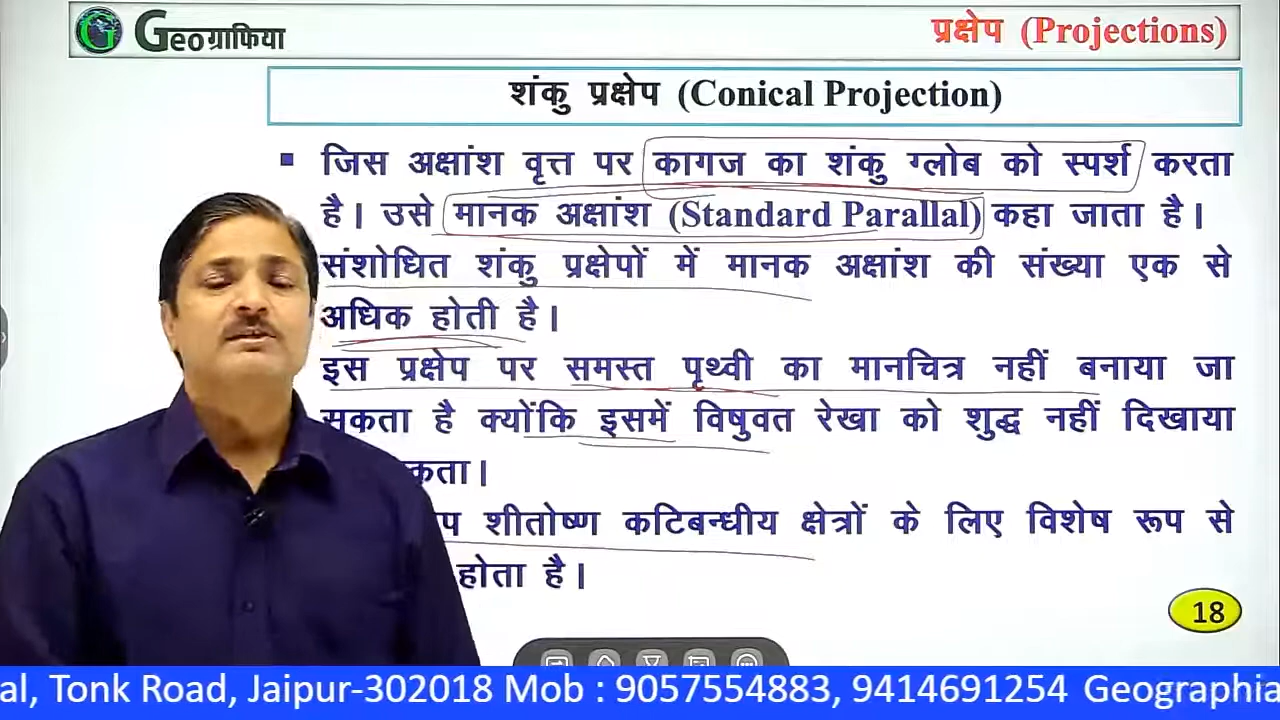 Geoग्राफिया
प्रक्षेप (Projections)
शंकु प्रक्षेप (Conical Projection)
जिस अक्षांश वृत्त पर कागज का शंकु ग्लोब को स्पर्श करता
है। उसे मानक अक्षांश (Standard Parallal) कहा जाता है।
संशोधित शंकु प्रक्षेपों में मानक अक्षांश की संख्या एक से
अधिक होती है।
इस प्रक्षेप पर समस्त पृथ्वी का मानचित्र नहीं बनाया जा
सकता है क्योंकि इसमें विषुवत रेखा को शुद्ध नहीं दिखाया
कता।
प शीतोष्ण कटिबन्धीय क्षेत्रों के लिए विशेष रूप से
होता है।
18
al, Tonk Road, Jaipur-302018 Mob : 9057554883, 9414691254 Geographia